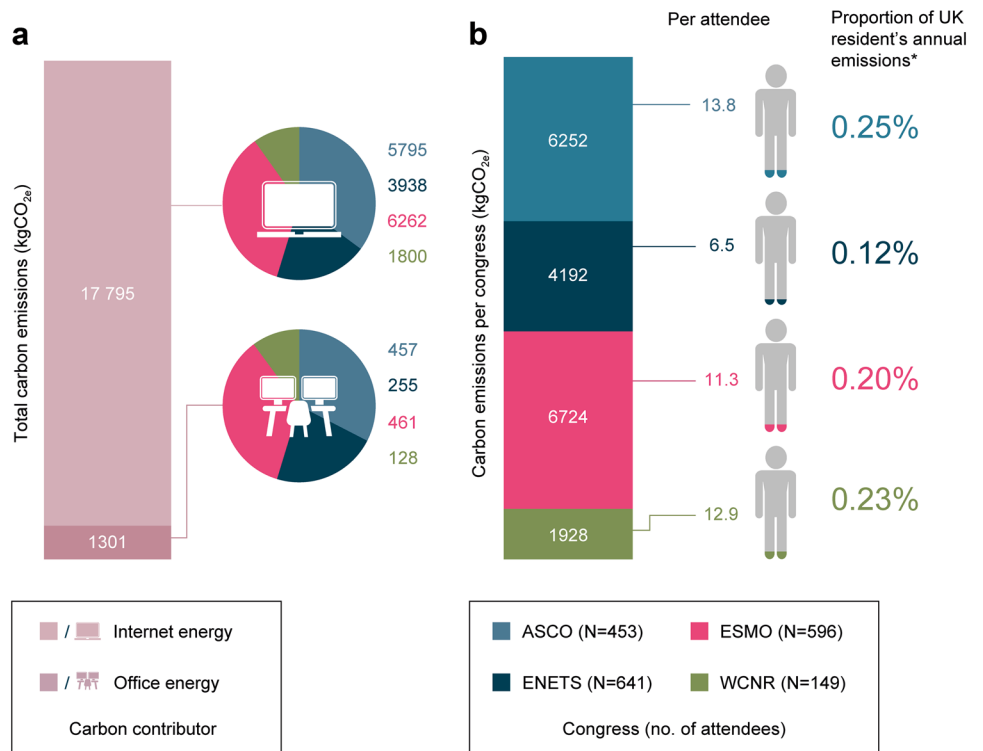 a
Total carbon emissions (kgCO2e)
17 795
1301
5795
3938
6262
1800
457
255
461
128
/ Internet energy
/ Office energy
Carbon contributor
b
Per attendee
Proportion of UK
resident’s annual
emissions*
Carbon emissions per congress (kgCO2e)
6252
4192
6724
1928
13.8
0.25%
6.5
0.12%
11.3
0.20%
12.9
0.23%
ASCO (N=453)
ESMO (N=596)
ENETS (N=641)
WCNR (N=149)
Congress (no. of attendees)